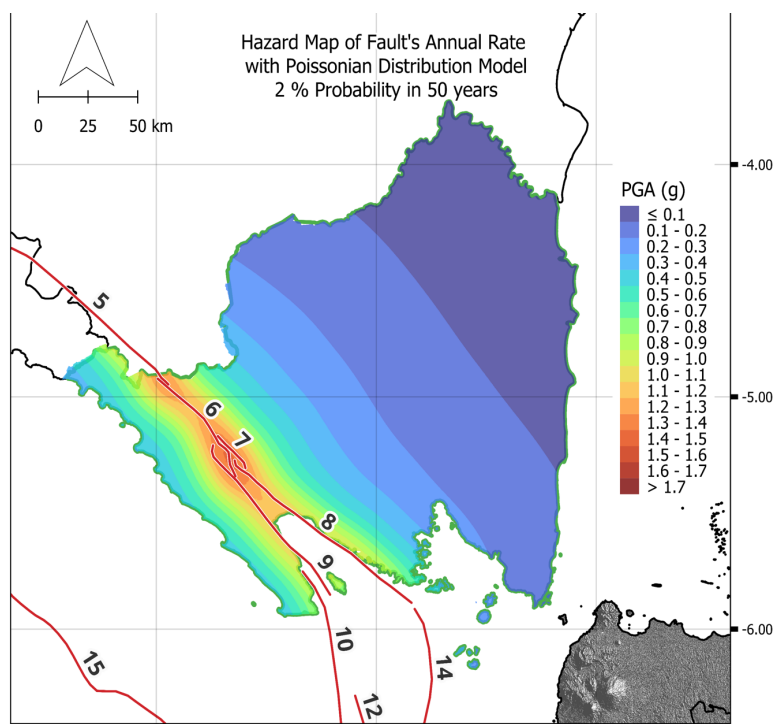 Hazard Map of Fault's Annual Rate
with Poissonian Distribution Model
2 % Probability in 50 years
0 25 50 km
-4.00
PGA (g)
≤ 0.1
0.1 - 0.2
0.2 - 0.3
0.3 - 0.4
0.4 - 0.5
0.5 - 0.6
0.6 - 0.7
0.7 - 0.8
0.8 - 0.9
0.9 - 1.0
1.0 - 1.1
1.1 - 1.2
1.2 - 1.3
1.3 - 1.4
1.4 - 1.5
1.5 - 1.6
1.6 - 1.7
> 1.7
5
-5.00
6
7
8
9
10
-6.00
14
15
12